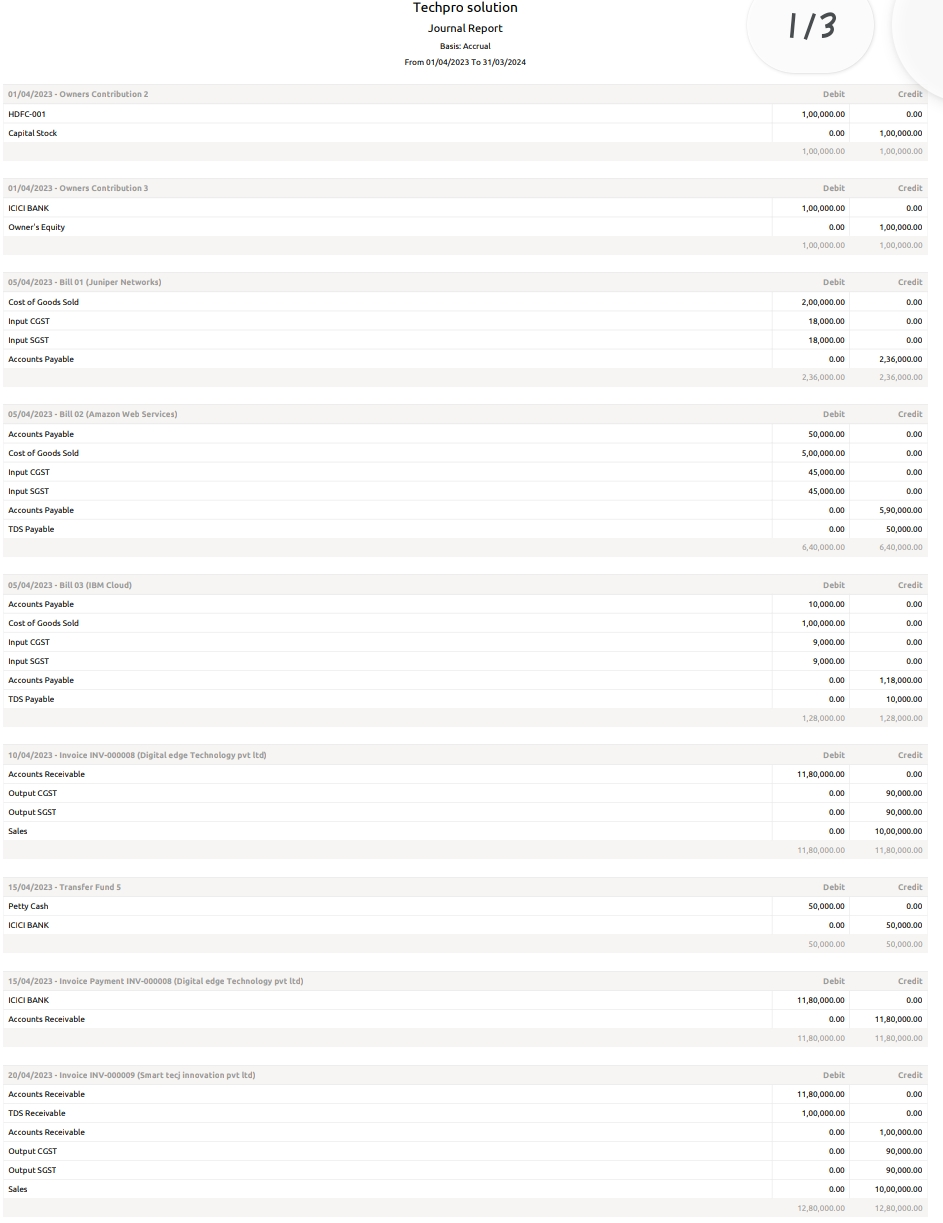 Techpro solution
1/3
Journal Report
Basis: Accrual
From 01/04/2023 To 31/03/2024
01/04/2023 - Owners Contribution 2 Debit Credit
HDFC-001 1,00,000.00 0.00
Capital Stock 0.00 1,00,000.00
1,00,000.00 1,00,000.00
01/04/2023 - Owners Contribution 3 Debit Credit
ICICI BANK 1,00,000.00 0.00
Owner's Equity 0.00 1,00,000.00
1,00,000.00 1,00,000.00
05/04/2023 - Bill 01 (Juniper Networks) Debit Credit
Cost of Goods Sold 2,00,000.00 0.00
Input CGST 18,000.00 0.00
Input SGST 18,000.00 0.00
Accounts Payable 0.00 2,36,000.00
2,36,000.00 2,36,000.00
05/04/2023 - Bill 02 (Amazon Web Services) Debit Credit
Accounts Payable 50,000.00 0.00
Cost of Goods Sold 5,00,000.00 0.00
Input CGST 45,000.00 0.00
Input SGST 45,000.00 0.00
Accounts Payable 0.00 5,90,000.00
TDS Payable 0.00 50,000.00
6,40,000.00 6,40,000.00
05/04/2023 - Bill 03 (IBM Cloud) Debit Credit
Accounts Payable 10,000.00 0.00
Cost of Goods Sold 1,00,000.00 0.00
Input CGST 9,000.00 0.00
Input SGST 9,000.00 0.00
Accounts Payable 0.00 1,18,000.00
TDS Payable 0.00 10,000.00
1,28,000.00 1,28,000.00
10/04/2023 - Invoice INV-000008 (Digital edge Technology pvt ltd) Debit Credit
Accounts Receivable 11,80,000.00 0.00
Output CGST 0.00 90,000.00
Output SGST 0.00 90,000.00
Sales 0.00 10,00,000.00
11,80,000.00 11,80,000.00
15/04/2023 - Transfer Fund 5 Debit Credit
Petty Cash 50,000.00 0.00
ICICI BANK 0.00 50,000.00
50,000.00 50,000.00
15/04/2023 - Invoice Payment INV-000008 (Digital edge Technology pvt ltd) Debit Credit
ICICI BANK 11,80,000.00 0.00
Accounts Receivable 0.00 11,80,000.00
11,80,000.00 11,80,000.00
20/04/2023 - Invoice INV-000009 (Smart tecj innovation pvt ltd) Debit Credit
Accounts Receivable 11,80,000.00 0.00
TDS Receivable 1,00,000.00 0.00
Accounts Receivable 0.00 1,00,000.00
Output CGST 0.00 90,000.00
Output SGST 0.00 90,000.00
Sales 0.00 10,00,000.00
12,80,000.00 12,80,000.00